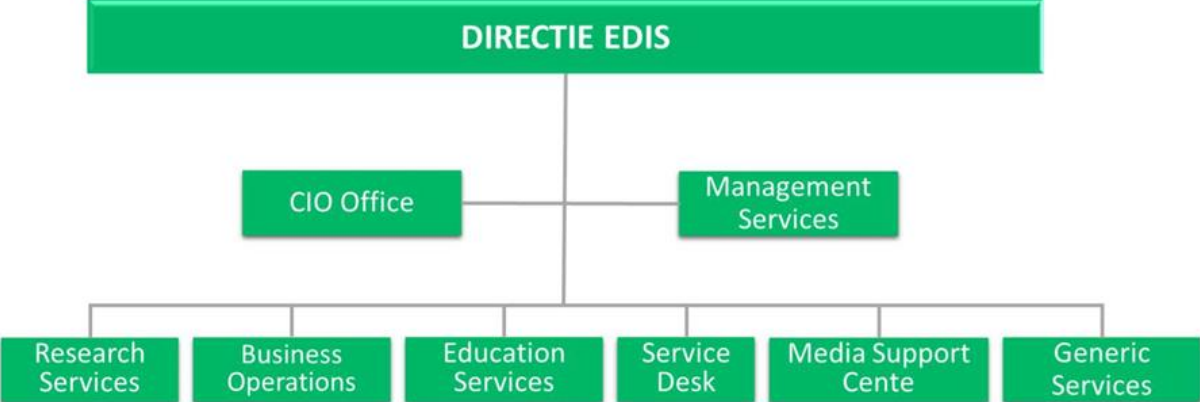 DIRECTIE EDIS
CIO Office
Management
Services
Research
Services
Business
Operations
Education
Services
Service
Desk
Media Support
Cente
Generic
Services